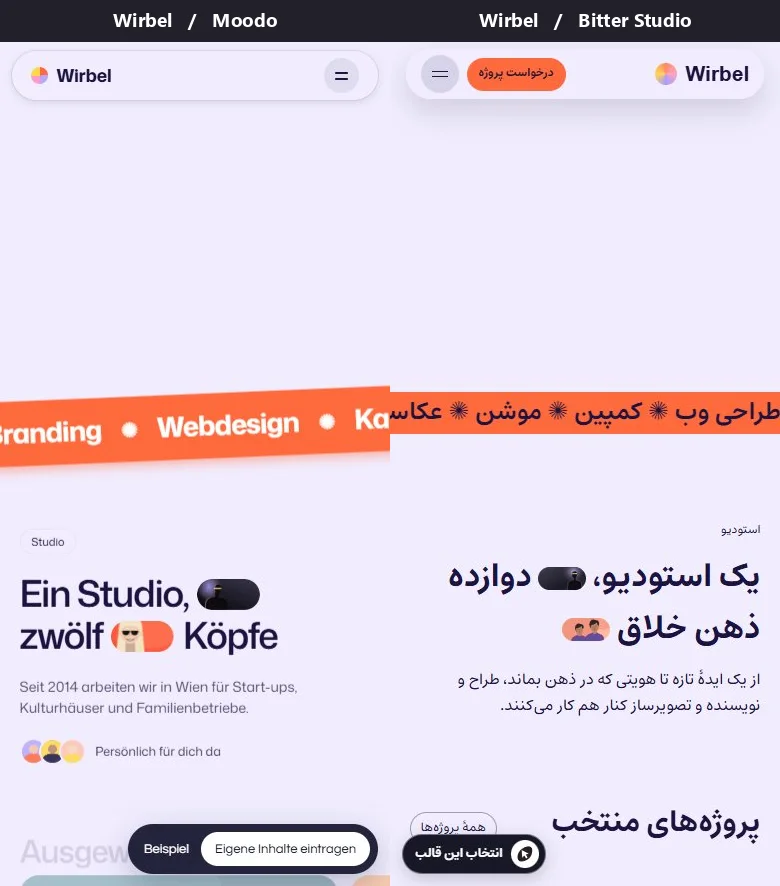 Wirbel / Moodo
Wirbel
Branding ✺ Webdesign ✺ Ka
Studio
Ein Studio,
zwölf Köpfe
Seit 2014 arbeiten wir in Wien für Start-ups,
Kulturhäuser und Familienbetriebe.
Persönlich für dich da
Ausgew
Beispiel
Eigene Inhalte eintragen
Wirbel / Bitter Studio
Wirbel
درخواست پروژه
طراحی وب ✺ کمپین ✺ موشن ✺ عکاس
استودیو
یک استودیو، دوازده
ذهن خلاق
از یک ایدهٔ تازه تا هویتی که در ذهن بماند، طراح و
نویسنده و تصویرساز کنار هم کار می‌کنند.
پروژه‌های منتخب
همهٔ پروژه‌ها
انتخاب این قالب